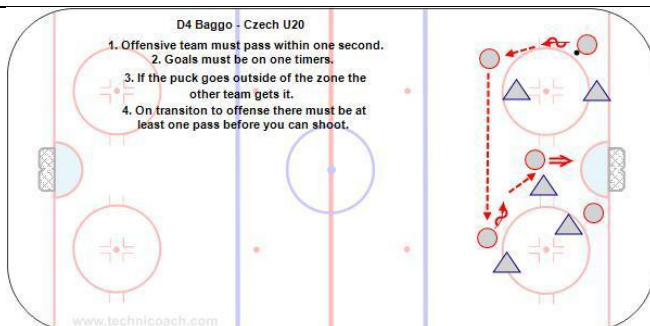 D4 Baggo - Czech U20
1. Offensive team must pass within one second.
2. Goals must be on one timers.
3. If the puck goes outside of the zone the
other team gets it.
4. On transiton to offense there must be at
least one pass before you can shoot.
www.technicoach.com